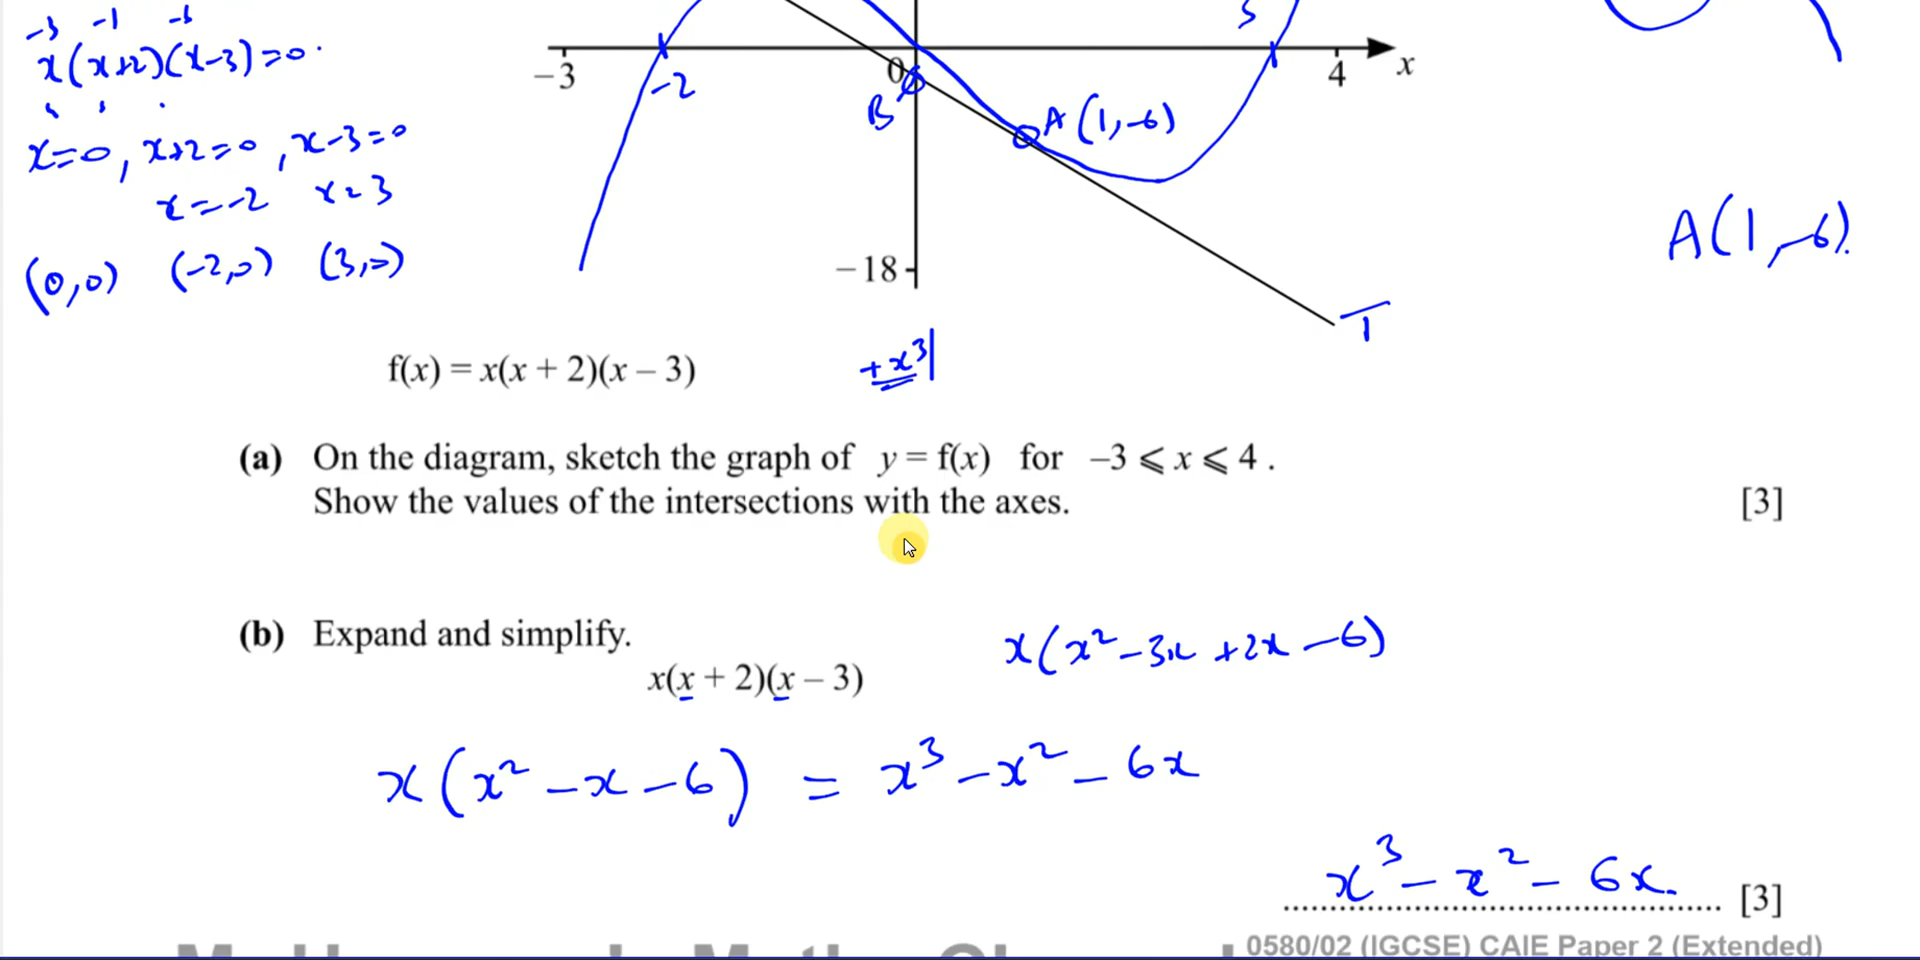 -3 -1 -6
x(x+2)(x-3)=0
x=0, x+2=0, x-3=0
x=-2 x=3
(0,0) (-2,0) (3,0)
-3 -2 0 3 4 x
B
A(1,-6)
-18
T
A(1,-6)
f(x) = x(x + 2)(x – 3)
+x³
(a) On the diagram, sketch the graph of y = f(x) for –3 ⩽ x ⩽ 4 .
Show the values of the intersections with the axes.
[3]
(b) Expand and simplify.
x(x + 2)(x – 3)
x(x²-3x+2x-6)
x(x²-x-6) = x³-x²-6x
x³-x²-6x. [3]
0580/02 (IGCSE) CAIE Paper 2 (Extended)